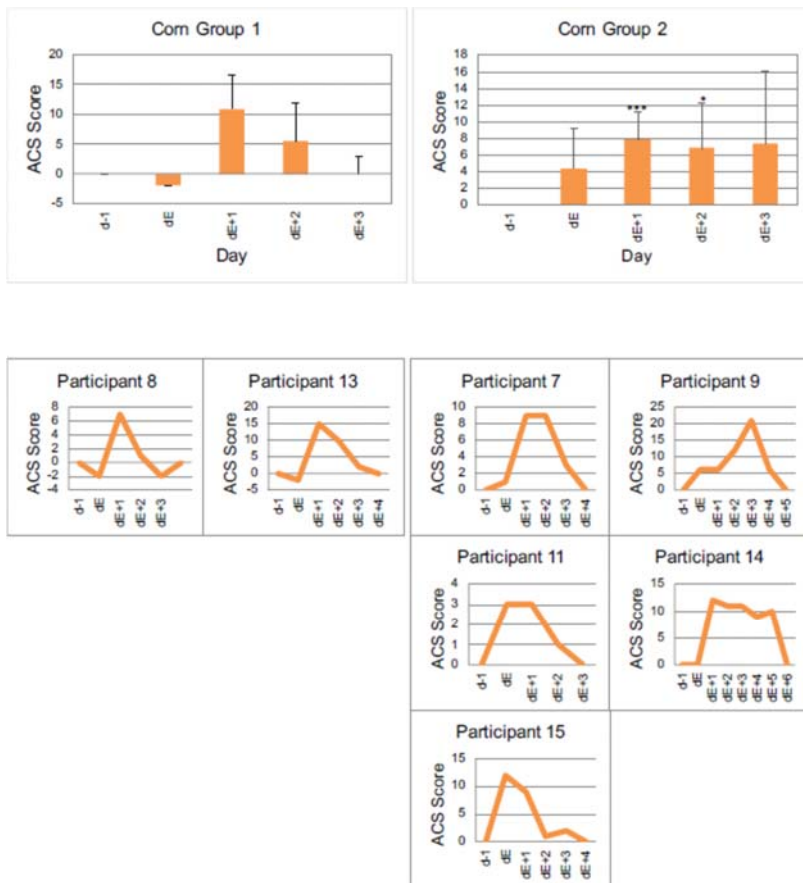 Corn Group 1
ACS Score
20
15
10
5
0
-5
d-1
dE
dE+1
dE+2
dE+3
Day
Corn Group 2
ACS Score
18
16
14
12
10
8
6
4
2
0
***
*
d-1
dE
dE+1
dE+2
dE+3
Day
Participant 8
ACS Score
8
6
4
2
0
-2
-4
d-1
dE
dE+1
dE+2
dE+3
Participant 13
ACS Score
20
15
10
5
0
-5
d-1
dE
dE+1
dE+2
dE+3
dE+4
Participant 7
ACS Score
10
8
6
4
2
0
d-1
dE
dE+1
dE+2
dE+3
dE+4
Participant 9
ACS Score
25
20
15
10
5
0
d-1
dE
dE+1
dE+2
dE+3
dE+4
dE+5
Participant 11
ACS Score
4
3
2
1
0
d-1
dE
dE+1
dE+2
dE+3
Participant 14
ACS Score
15
10
5
0
d-1
dE
dE+1
dE+2
dE+3
dE+4
dE+5
dE+6
Participant 15
ACS Score
15
10
5
0
d-1
dE
dE+1
dE+2
dE+3
dE+4